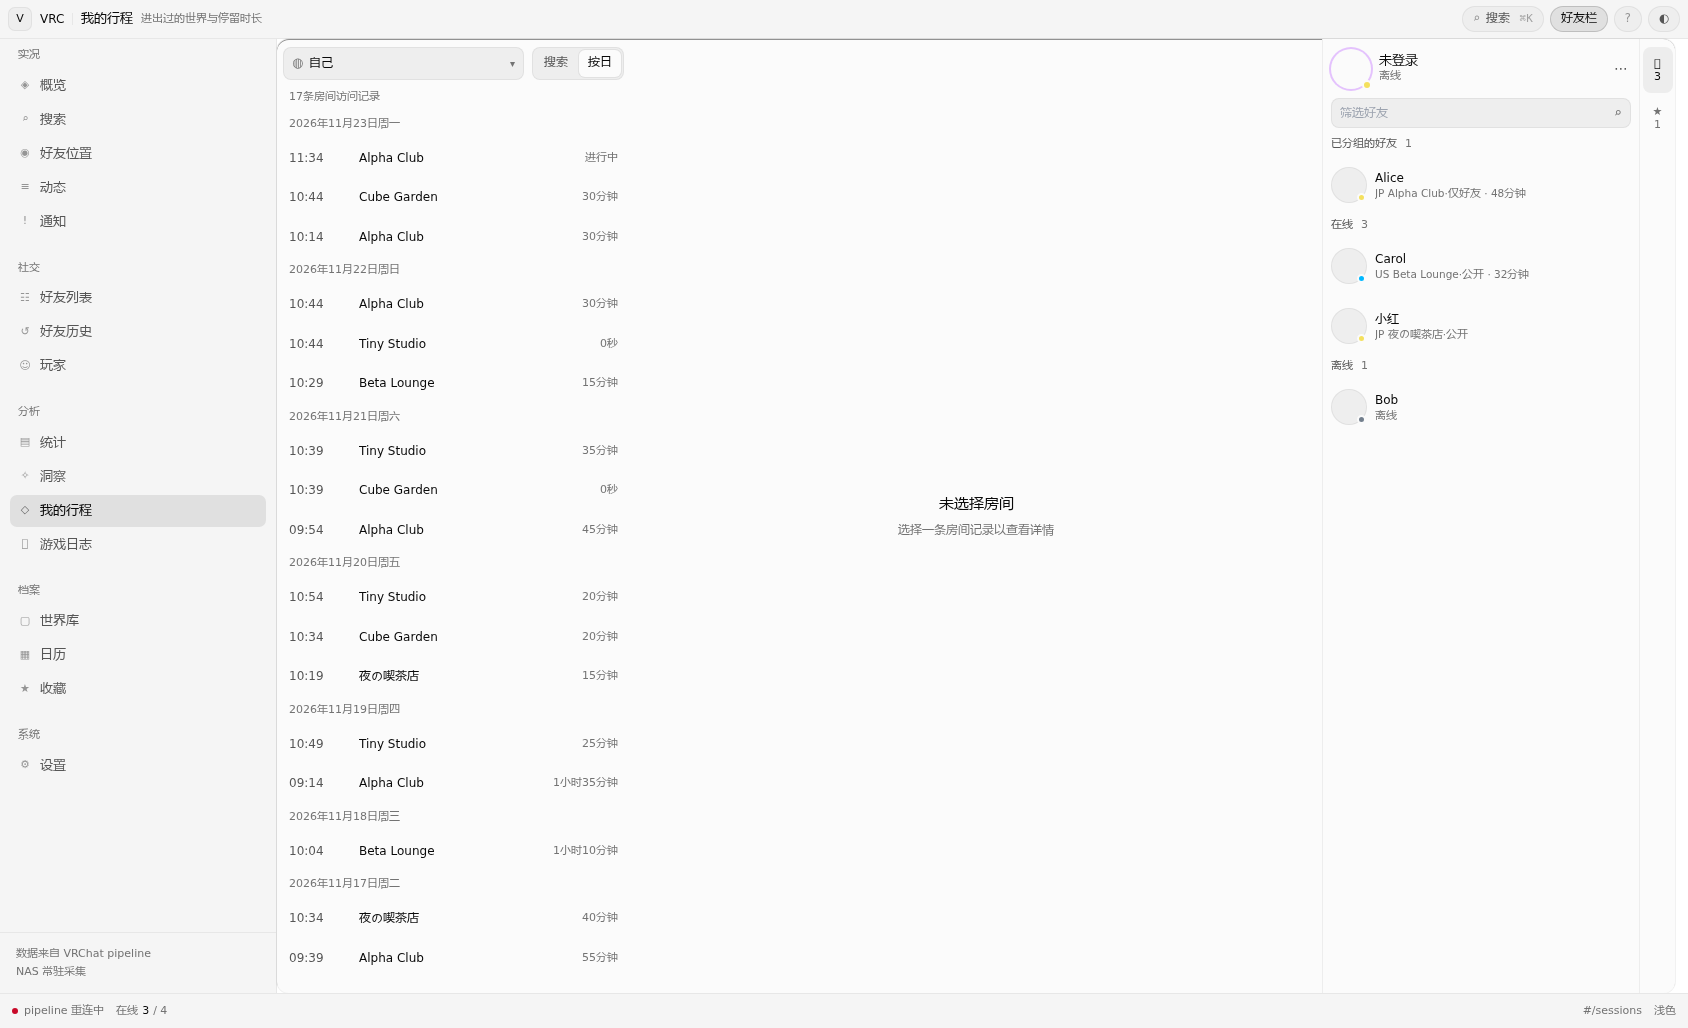 V VRC 我的行程 进出过的世界与停留时长
搜索 ⌘K 好友栏 ?
实况
概览
搜索
好友位置
动态
! 通知
社交
好友列表
好友历史
玩家
分析
统计
洞察
我的行程
游戏日志
档案
世界库
日历
收藏
系统
设置
数据来自 VRChat pipeline
NAS 常驻采集
自己
搜索 按日
17条房间访问记录
2026年11月23日周一
11:34 Alpha Club 进行中
10:44 Cube Garden 30分钟
10:14 Alpha Club 30分钟
2026年11月22日周日
10:44 Alpha Club 30分钟
10:44 Tiny Studio 0秒
10:29 Beta Lounge 15分钟
2026年11月21日周六
10:39 Tiny Studio 35分钟
10:39 Cube Garden 0秒
09:54 Alpha Club 45分钟
2026年11月20日周五
10:54 Tiny Studio 20分钟
10:34 Cube Garden 20分钟
10:19 夜の喫茶店 15分钟
2026年11月19日周四
10:49 Tiny Studio 25分钟
09:14 Alpha Club 1小时35分钟
2026年11月18日周三
10:04 Beta Lounge 1小时10分钟
2026年11月17日周二
10:34 夜の喫茶店 40分钟
09:39 Alpha Club 55分钟
未选择房间
选择一条房间记录以查看详情
未登录
离线
…
筛选好友
已分组的好友 1
Alice
JP Alpha Club·仅好友 · 48分钟
在线 3
Carol
US Beta Lounge·公开 · 32分钟
小红
JP 夜の喫茶店·公开
离线 1
Bob
离线
3
★
1
pipeline 重连中 在线 3 / 4
#/sessions 浅色